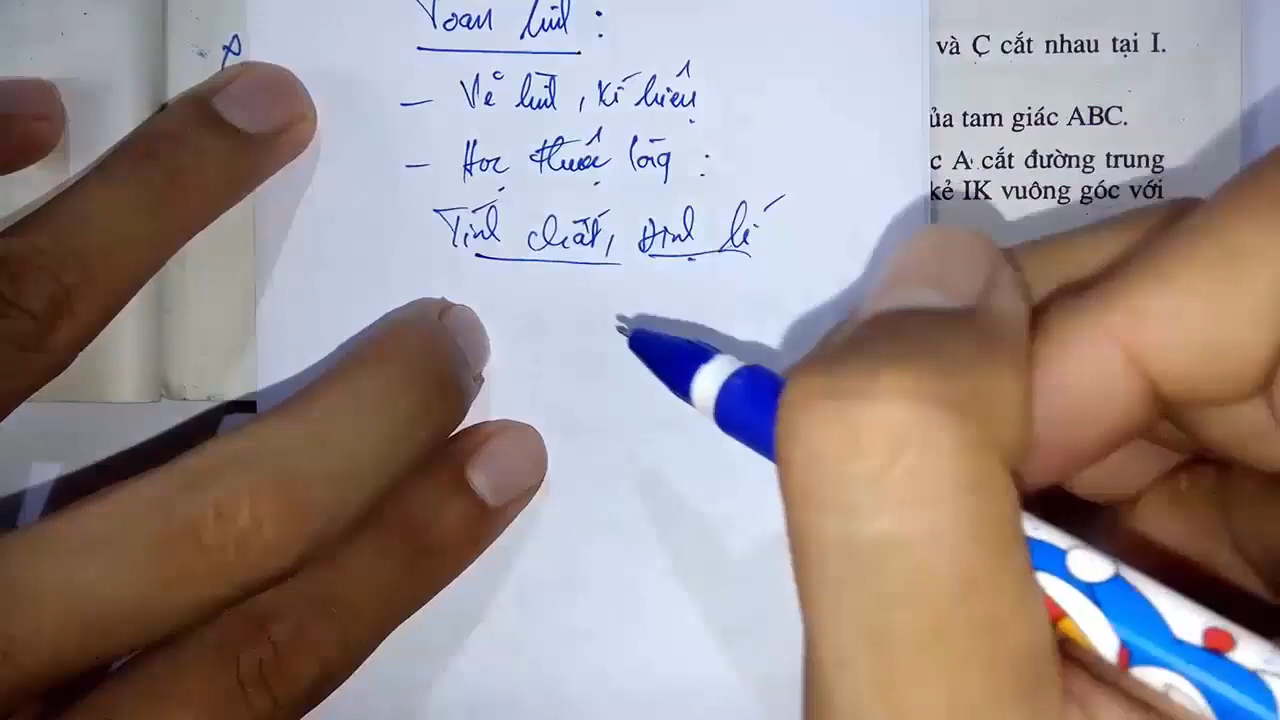 Toán hình :
- Vẽ hình, kí hiệu
- Học thuộc lòng :
Tính chất, Định lí
và C cắt nhau tại I.
ủa tam giác ABC.
c A cắt đường trung
kẻ IK vuông góc với